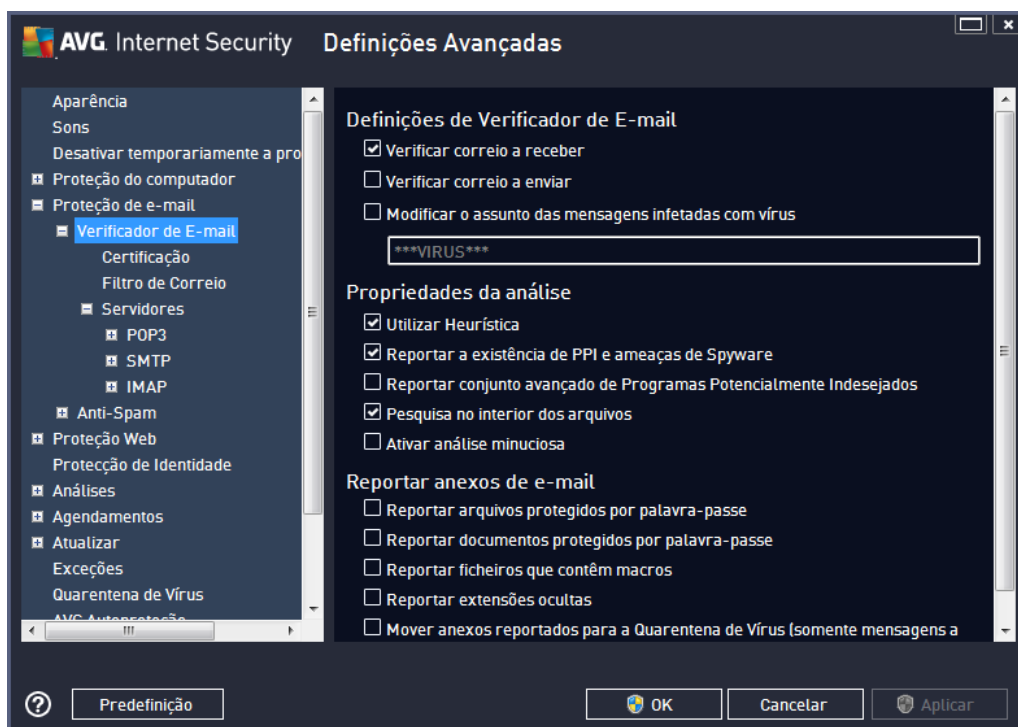 AVG. Internet Security
Definições Avançadas
Aparência
Sons
Desativar temporariamente a pro
Proteção do computador
Proteção de e-mail
Verificador de E-mail
Certificação
Filtro de Correio
Servidores
POP3
SMTP
IMAP
Anti-Spam
Proteção Web
Protecção de Identidade
Análises
Agendamentos
Atualizar
Exceções
Quarentena de Vírus
AVG Autoproteção
Definições de Verificador de E-mail
Verificar correio a receber
Verificar correio a enviar
Modificar o assunto das mensagens infetadas com vírus
***VIRUS***
Propriedades da análise
Utilizar Heurística
Reportar a existência de PPI e ameaças de Spyware
Reportar conjunto avançado de Programas Potencialmente Indesejados
Pesquisa no interior dos arquivos
Ativar análise minuciosa
Reportar anexos de e-mail
Reportar arquivos protegidos por palavra-passe
Reportar documentos protegidos por palavra-passe
Reportar ficheiros que contêm macros
Reportar extensões ocultas
Mover anexos reportados para a Quarentena de Vírus (somente mensagens a
Predefinição
OK
Cancelar
Aplicar